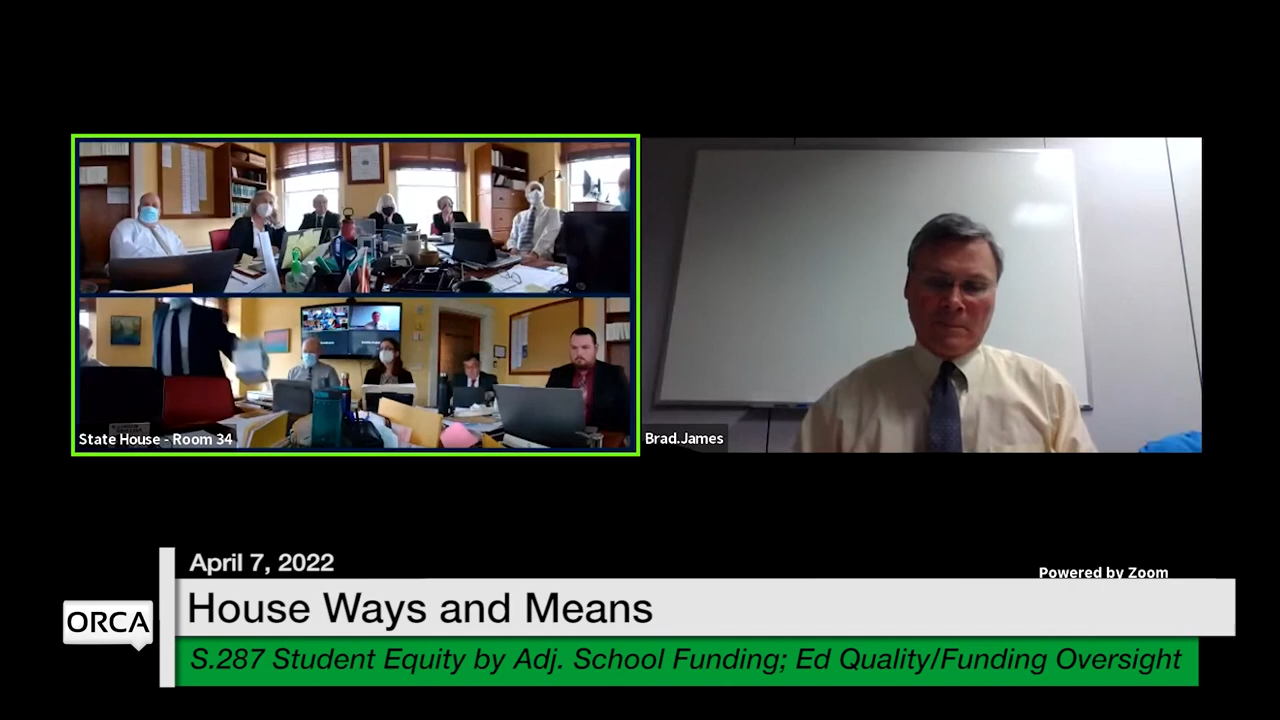 State House - Room 34
Brad.James
April 7, 2022
Powered by Zoom
House Ways and Means
ORCA
S.287 Student Equity by Adj. School Funding; Ed Quality/Funding Oversight